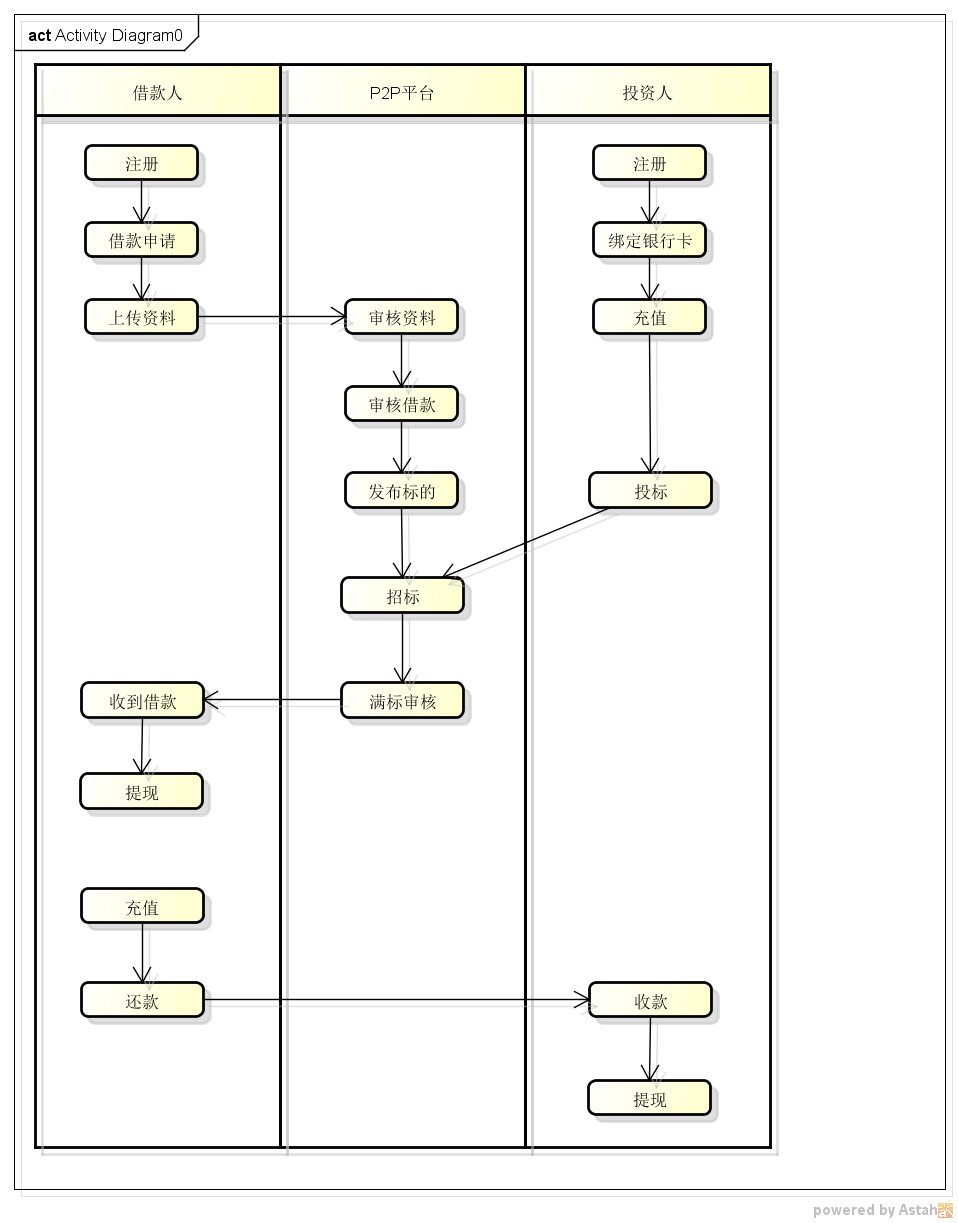 act Activity Diagram0
借款人 P2P平台 投资人
注册 注册
借款申请 绑定银行卡
上传资料 审核资料 充值
审核借款
发布标的 投标
招标
收到借款 满标审核
提现
充值
还款 收款
提现
powered by Astah